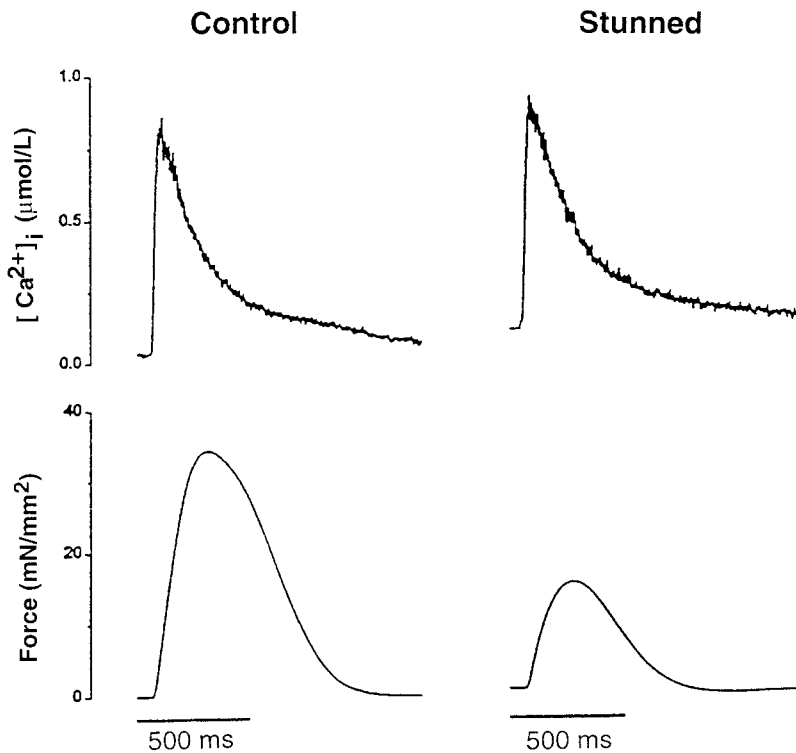 Control
Stunned
1.0
0.5
0.0
[Ca²⁺]ᵢ (μmol/L)
40
20
0
Force (mN/mm²)
500 ms
500 ms